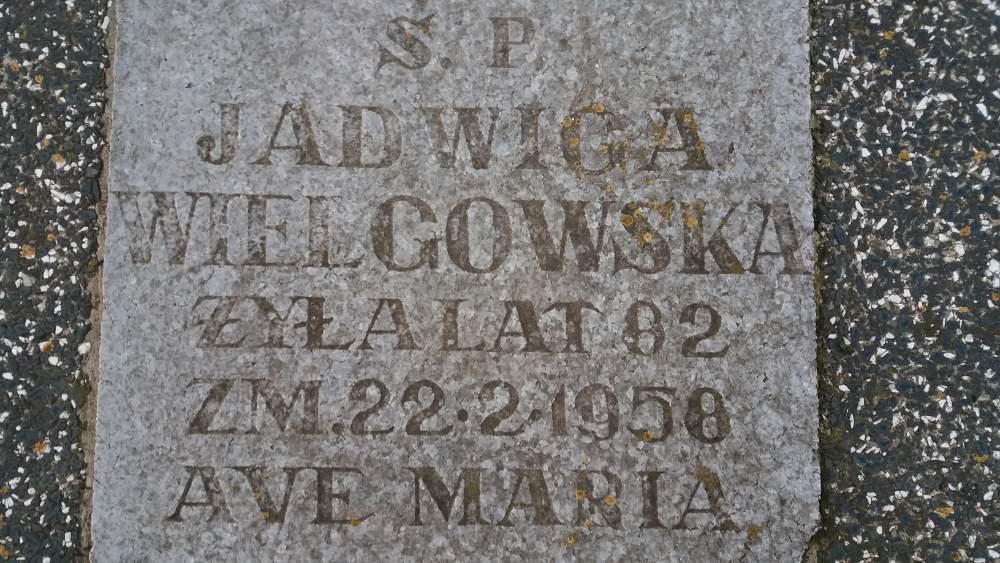 Ś. P.
JADWIGA
WIELGOWSKA
ŻYŁA LAT 82
ZM. 22·2·1958
AVE MARIA